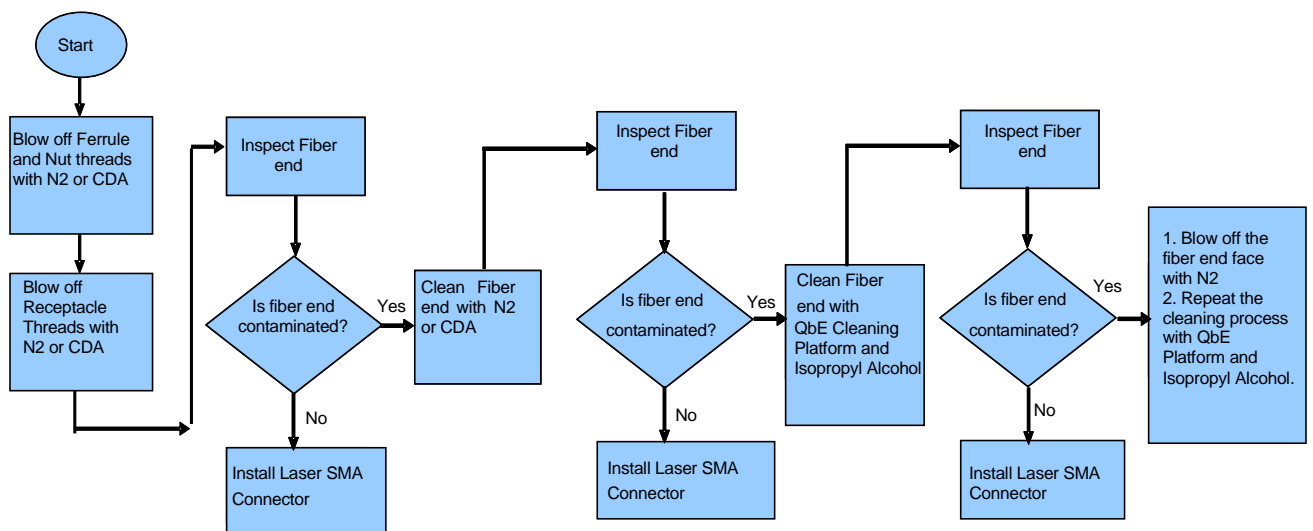 Start
Blow off Ferrule
and Nut threads
with N2 or CDA
Blow off
Receptacle
Threads with
N2 or CDA
Inspect Fiber
end
Is fiber end
contaminated?
Yes
No
Install Laser SMA
Connector
Clean Fiber
end with N2
or CDA
Inspect Fiber
end
Is fiber end
contaminated?
Yes
No
Install Laser SMA
Connector
Clean Fiber
end with
QbE Cleaning
Platform and
Isopropyl Alcohol
Inspect Fiber
end
Is fiber end
contaminated?
Yes
No
Install Laser SMA
Connector
1. Blow off the
fiber end face
with N2
2. Repeat the
cleaning process
with QbE
Platform and
Isopropyl Alcohol.